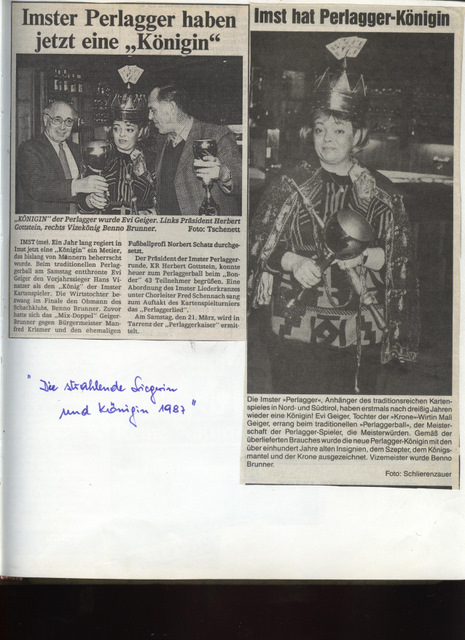 Imster Perlagger haben
jetzt eine „Königin“
„KÖNIGIN“ der Perlagger wurde Evi Geiger. Links Präsident Herbert
Gottstein, rechts Vizekönig Benno Brunner. Foto: Tschenett
IMST (me). Ein Jahr lang regiert in
Imst jetzt eine „Königin“ ein Metier,
das bislang von Männern beherrscht
wurde. Beim traditionellen Perlag-
gerball am Samstag entthronte Evi
Geiger den Vorjahrssieger Hans Vi-
natzer als den „König“ der Imster
Kartenspieler. Die Wirtstochter be-
zwang im Finale den Obmann des
Schachklubs, Benno Brunner. Zuvor
hatte sich das „Mix-Doppel“ Geiger-
Brunner gegen Bürgermeister Man-
fred Krismer und den ehemaligen
Fußballprofi Norbert Schatz durchge-
setzt.
Der Präsident der Imster Perlagger-
runde, KR Herbert Gottstein, konnte
heuer zum Perlagerball beim „Bon-
der“ 43 Teilnehmer begrüßen. Eine
Abordnung des Imster Liederkranzes
unter Chorleiter Fred Schennach sang
zum Auftakt des Kartenspielturniers
das „Perlaggerlied“.
Am Samstag, den 21. März, wird in
Tarrenz der „Perlaggerkaiser“ ermit-
telt.
"Die strahlende Siegerin
und Königin 1987"
Imst hat Perlagger-Königin
Die Imster »Perlagger«, Anhänger des traditionsreichen Karten-
spieles in Nord- und Südtirol, haben erstmals nach dreißig Jahren
wieder eine Königin! Evi Geiger, Tochter der »Krone«-Wirtin Mali
Geiger, errang beim traditionellen »Perlaggerball«, der Meister-
schaft der Perlagger-Spieler, die Meisterwürden. Gemäß der
überlieferten Brauches wurde die neue Perlagger-Königin mit den
über einhundert Jahre alten Insignien, dem Szepter, dem Königs-
mantel und der Krone ausgezeichnet. Vizemeister wurde Benno
Brunner.
Foto: Schlierenzauer